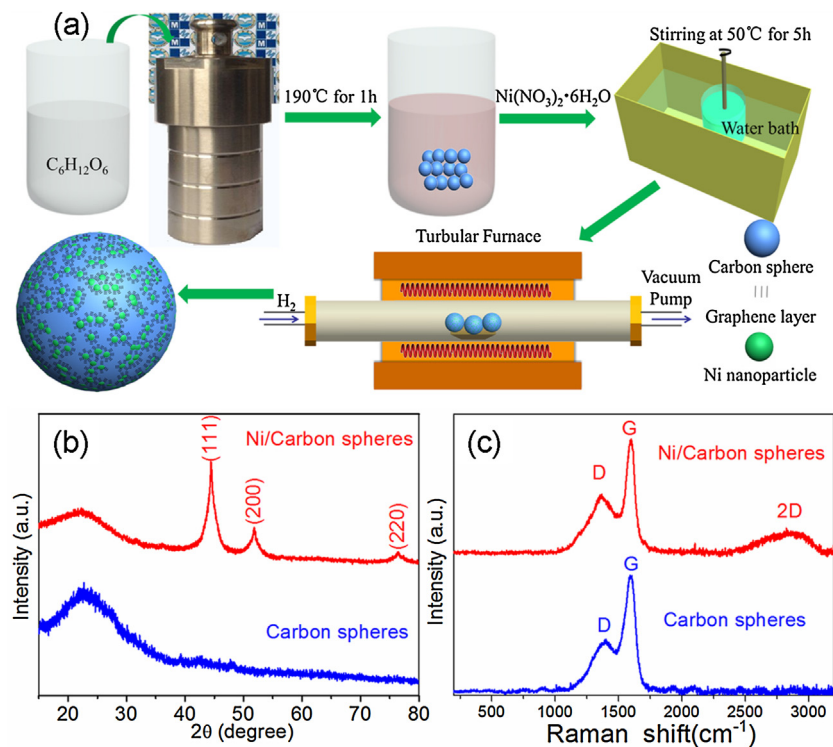 (a)
C₆H₁₂O₆
190℃ for 1h
Ni(NO₃)₂•6H₂O
Stirring at 50℃ for 5h
Water bath
Turbular Furnace
H₂
Vacuum
Pump
Carbon sphere
Graphene layer
Ni nanoparticle
(b)
Ni/Carbon spheres
(111)
(200)
(220)
Carbon spheres
Intensity (a.u.)
20 30 40 50 60 70 80
2θ (degree)
(c)
G
Ni/Carbon spheres
D
2D
G
D
Carbon spheres
Intensity (a.u.)
500 1000 1500 2000 2500 3000
Raman shift(cm⁻¹)